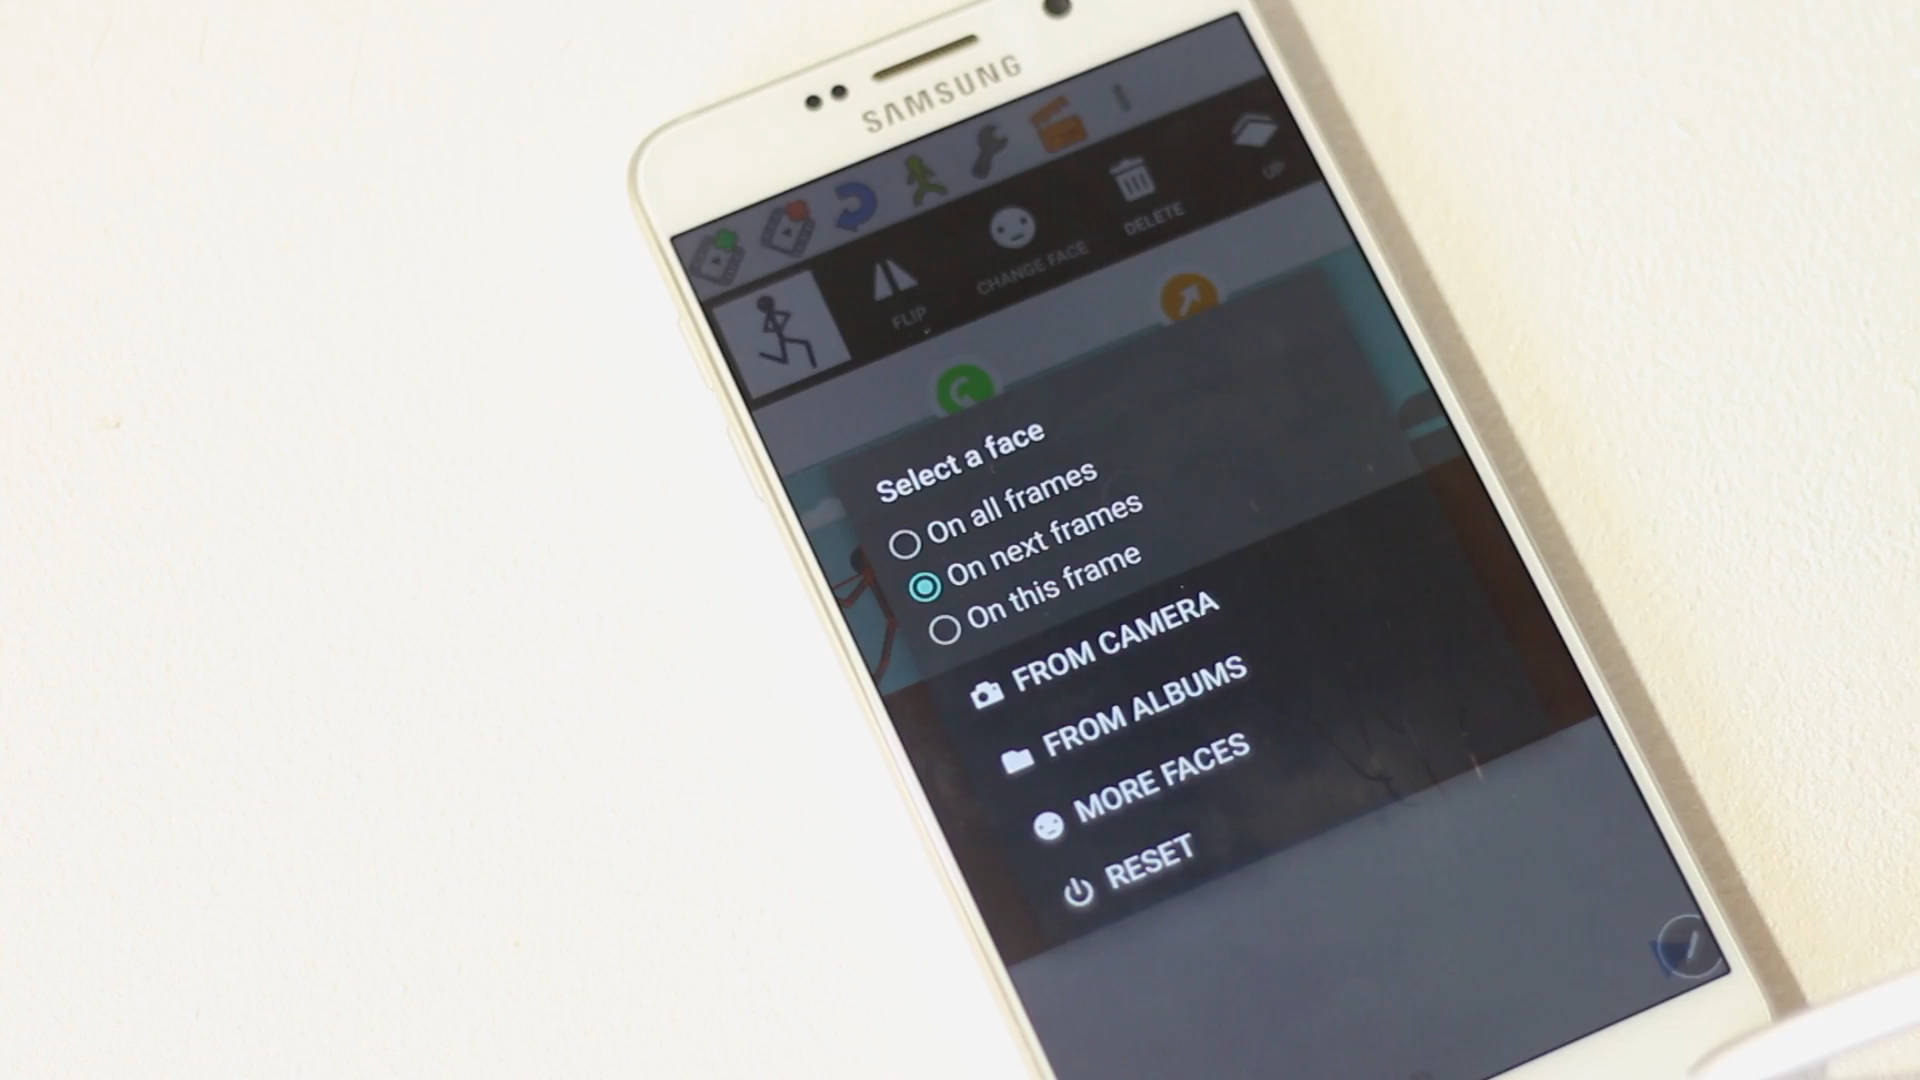 SAMSUNG
FLIP
CHANGE FACE
DELETE
UP
Select a face
On all frames
On next frames
On this frame
FROM CAMERA
FROM ALBUMS
MORE FACES
RESET